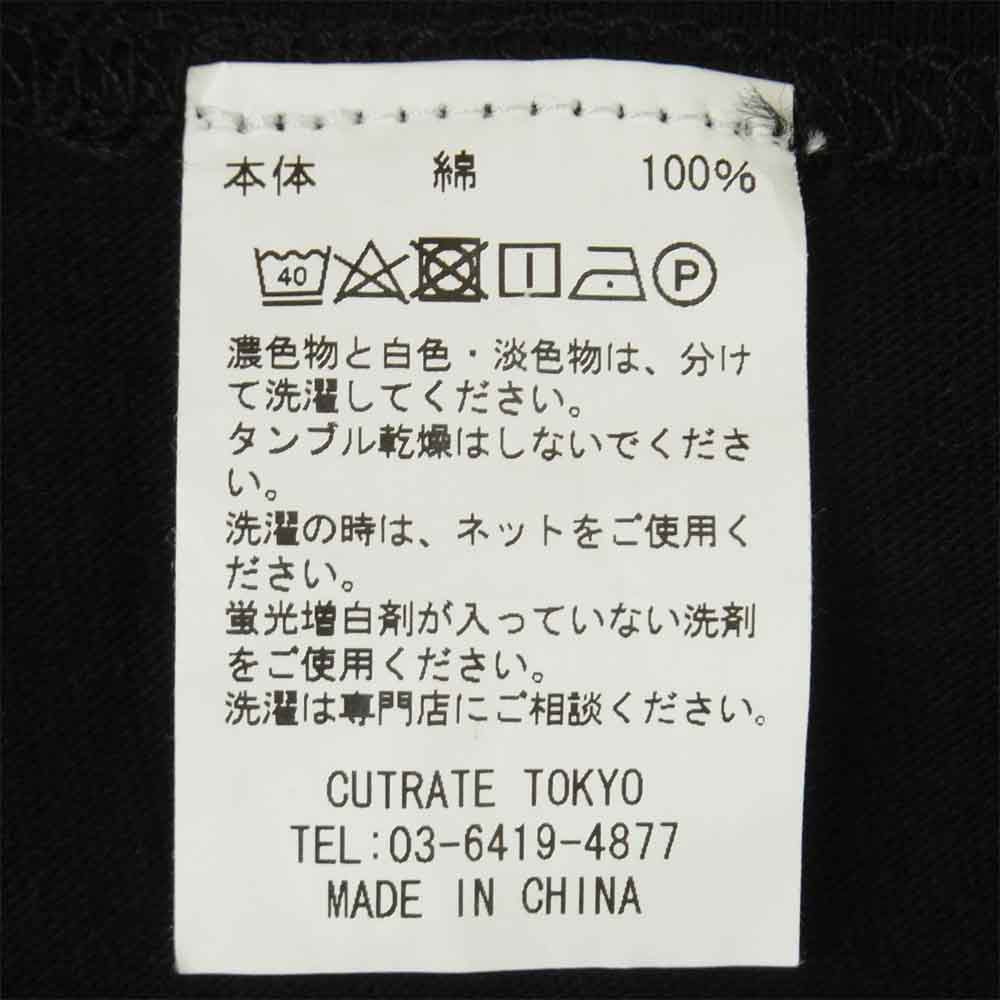 本体 綿 100%
40 P
濃色物と白色・淡色物は、分け
て洗濯してください。
タンブル乾燥はしないでくださ
い。
洗濯の時は、ネットをご使用く
ださい。
蛍光増白剤が入っていない洗剤
をご使用ください。
洗濯は専門店にご相談ください。
CUTRATE TOKYO
TEL:03-6419-4877
MADE IN CHINA